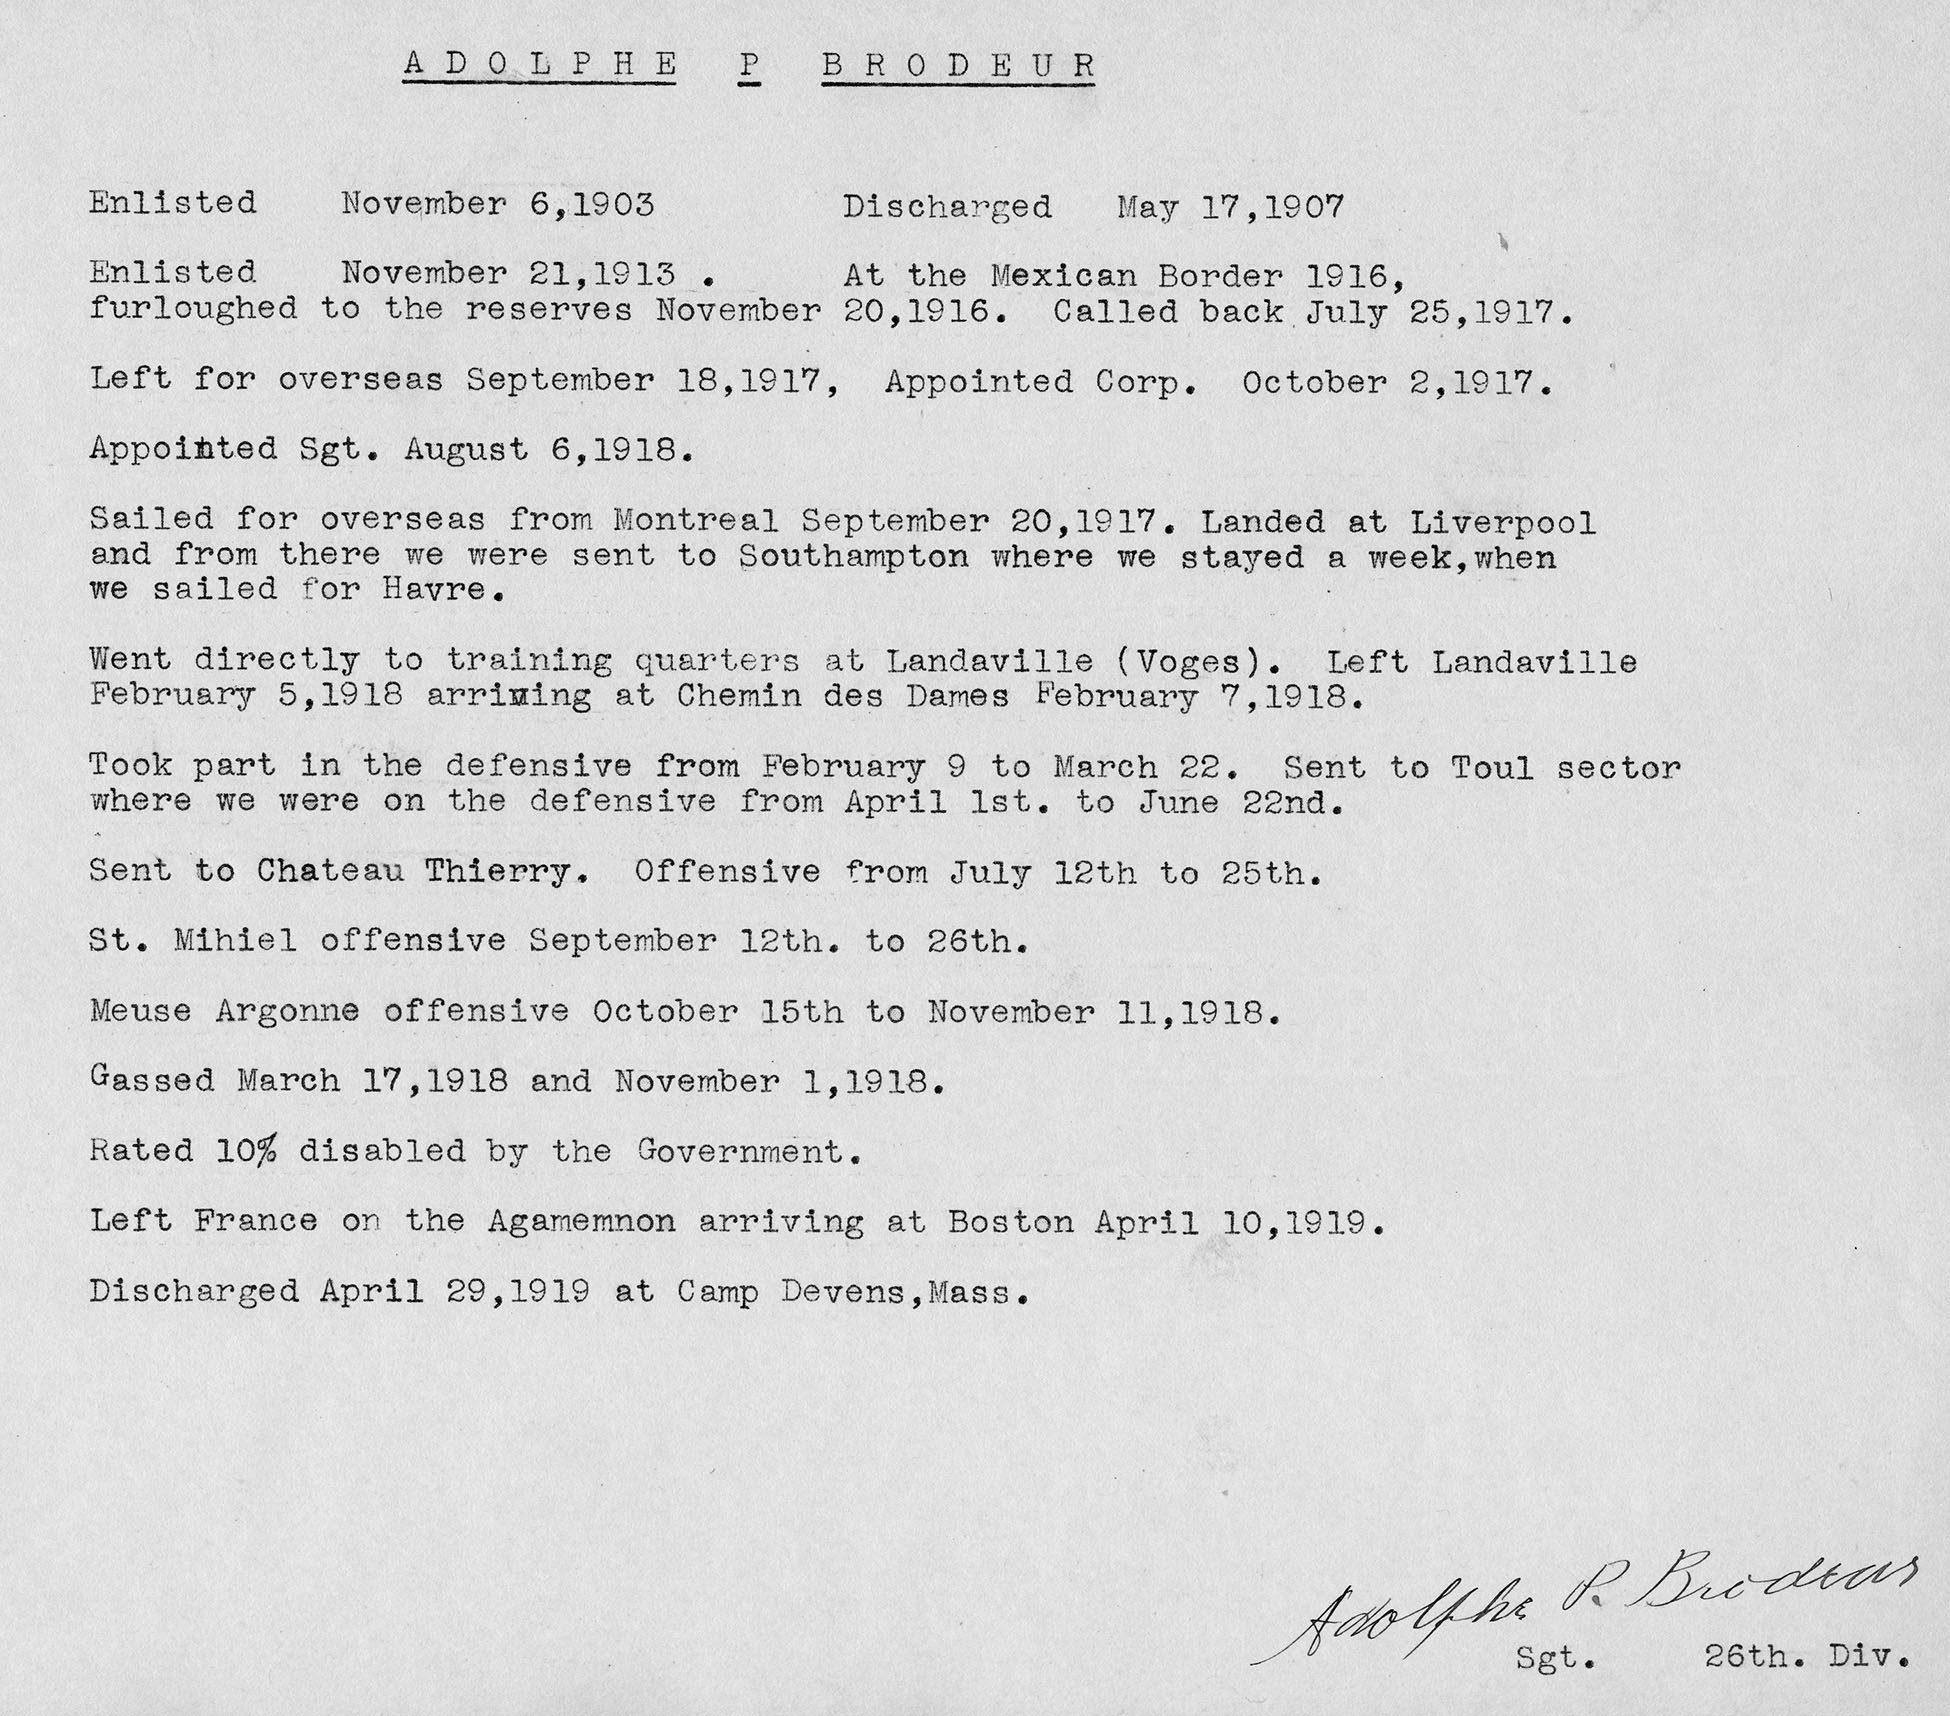 ADOLPHE P BRODEUR
Enlisted November 6,1903 Discharged May 17,1907
Enlisted November 21,1913 . At the Mexican Border 1916,
furloughed to the reserves November 20,1916. Called back July 25,1917.
Left for overseas September 18,1917, Appointed Corp. October 2,1917.
Appointed Sgt. August 6,1918.
Sailed for overseas from Montreal September 20,1917. Landed at Liverpool
and from there we were sent to Southampton where we stayed a week,when
we sailed for Havre.
Went directly to training quarters at Landaville (Voges). Left Landaville
February 5,1918 arriving at Chemin des Dames February 7,1918.
Took part in the defensive from February 9 to March 22. Sent to Toul sector
where we were on the defensive from April 1st. to June 22nd.
Sent to Chateau Thierry. Offensive from July 12th to 25th.
St. Mihiel offensive September 12th. to 26th.
Meuse Argonne offensive October 15th to November 11,1918.
Gassed March 17,1918 and November 1,1918.
Rated 10% disabled by the Government.
Left France on the Agamemnon arriving at Boston April 10,1919.
Discharged April 29,1919 at Camp Devens,Mass.
Adolphe P. Brodeur
Sgt. 26th. Div.